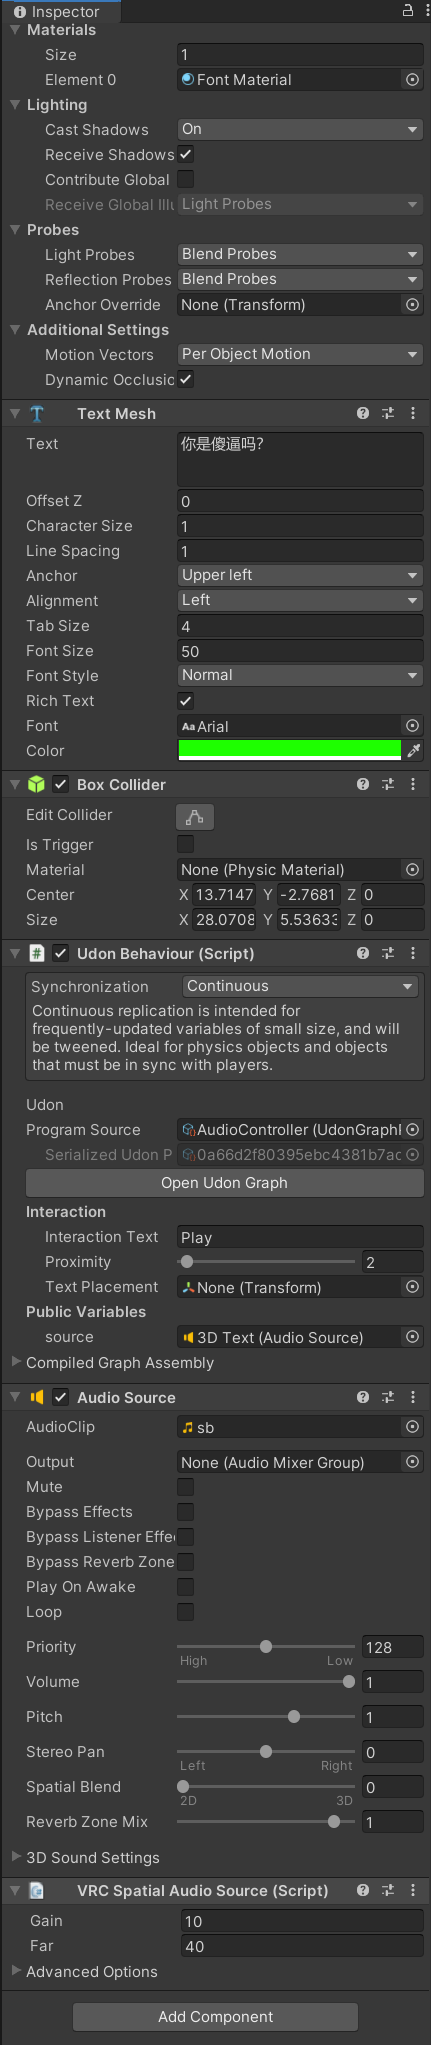 Inspector
Materials
Size 1
Element 0 Font Material
Lighting
Cast Shadows On
Receive Shadows
Contribute Global
Receive Global Illu Light Probes
Probes
Light Probes Blend Probes
Reflection Probes Blend Probes
Anchor Override None (Transform)
Additional Settings
Motion Vectors Per Object Motion
Dynamic Occlusic
Text Mesh
Text 你是傻逼吗?
Offset Z 0
Character Size 1
Line Spacing 1
Anchor Upper left
Alignment Left
Tab Size 4
Font Size 50
Font Style Normal
Rich Text
Font Aa Arial
Color
Box Collider
Edit Collider
Is Trigger
Material None (Physic Material)
Center X 13.7147 Y -2.7681 Z 0
Size X 28.0708 Y 5.53633 Z 0
# Udon Behaviour (Script)
Synchronization Continuous
Continuous replication is intended for
frequently-updated variables of small size, and will
be tweened. Ideal for physics objects and objects
that must be in sync with players.
Udon
Program Source AudioController (UdonGraphP
Serialized Udon P 0a66d2f80395ebc4381b7ac
Open Udon Graph
Interaction
Interaction Text Play
Proximity 2
Text Placement None (Transform)
Public Variables
source 3D Text (Audio Source)
Compiled Graph Assembly
Audio Source
AudioClip sb
Output None (Audio Mixer Group)
Mute
Bypass Effects
Bypass Listener Effe
Bypass Reverb Zone
Play On Awake
Loop
Priority 128
High Low
Volume 1
Pitch 1
Stereo Pan 0
Left Right
Spatial Blend 0
2D 3D
Reverb Zone Mix 1
3D Sound Settings
VRC Spatial Audio Source (Script)
Gain 10
Far 40
Advanced Options
Add Component